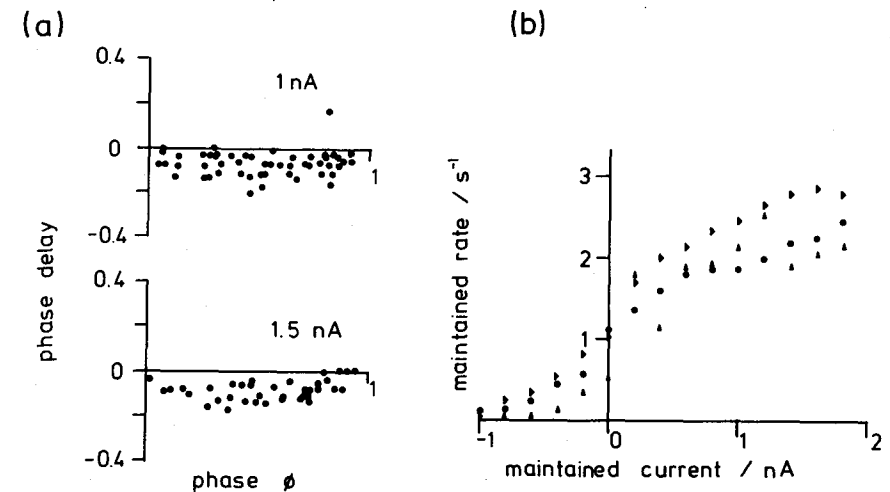 (a)
0.4
1 nA
0
1
-0.4
0.4
1.5 nA
0
1
-0.4
phase delay
phase ø
(b)
3
2
1
-1
0
1
2
maintained rate / s⁻¹
maintained current / nA